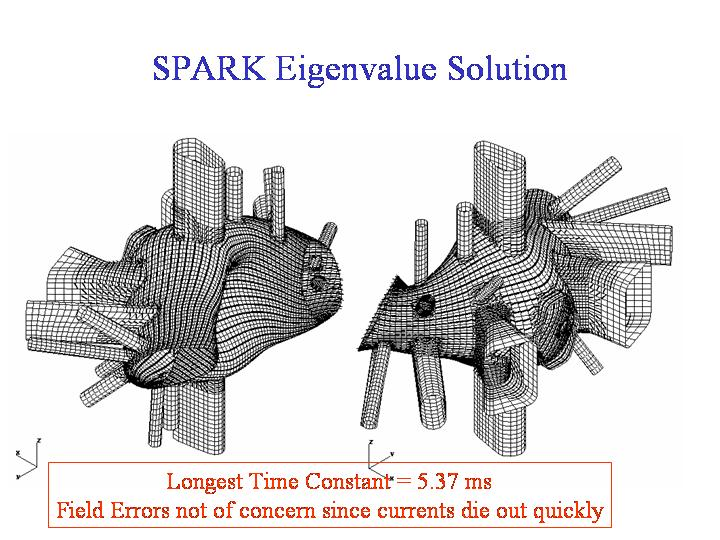 SPARK Eigenvalue Solution
z
x
y
z
y
x
Longest Time Constant = 5.37 ms
Field Errors not of concern since currents die out quickly